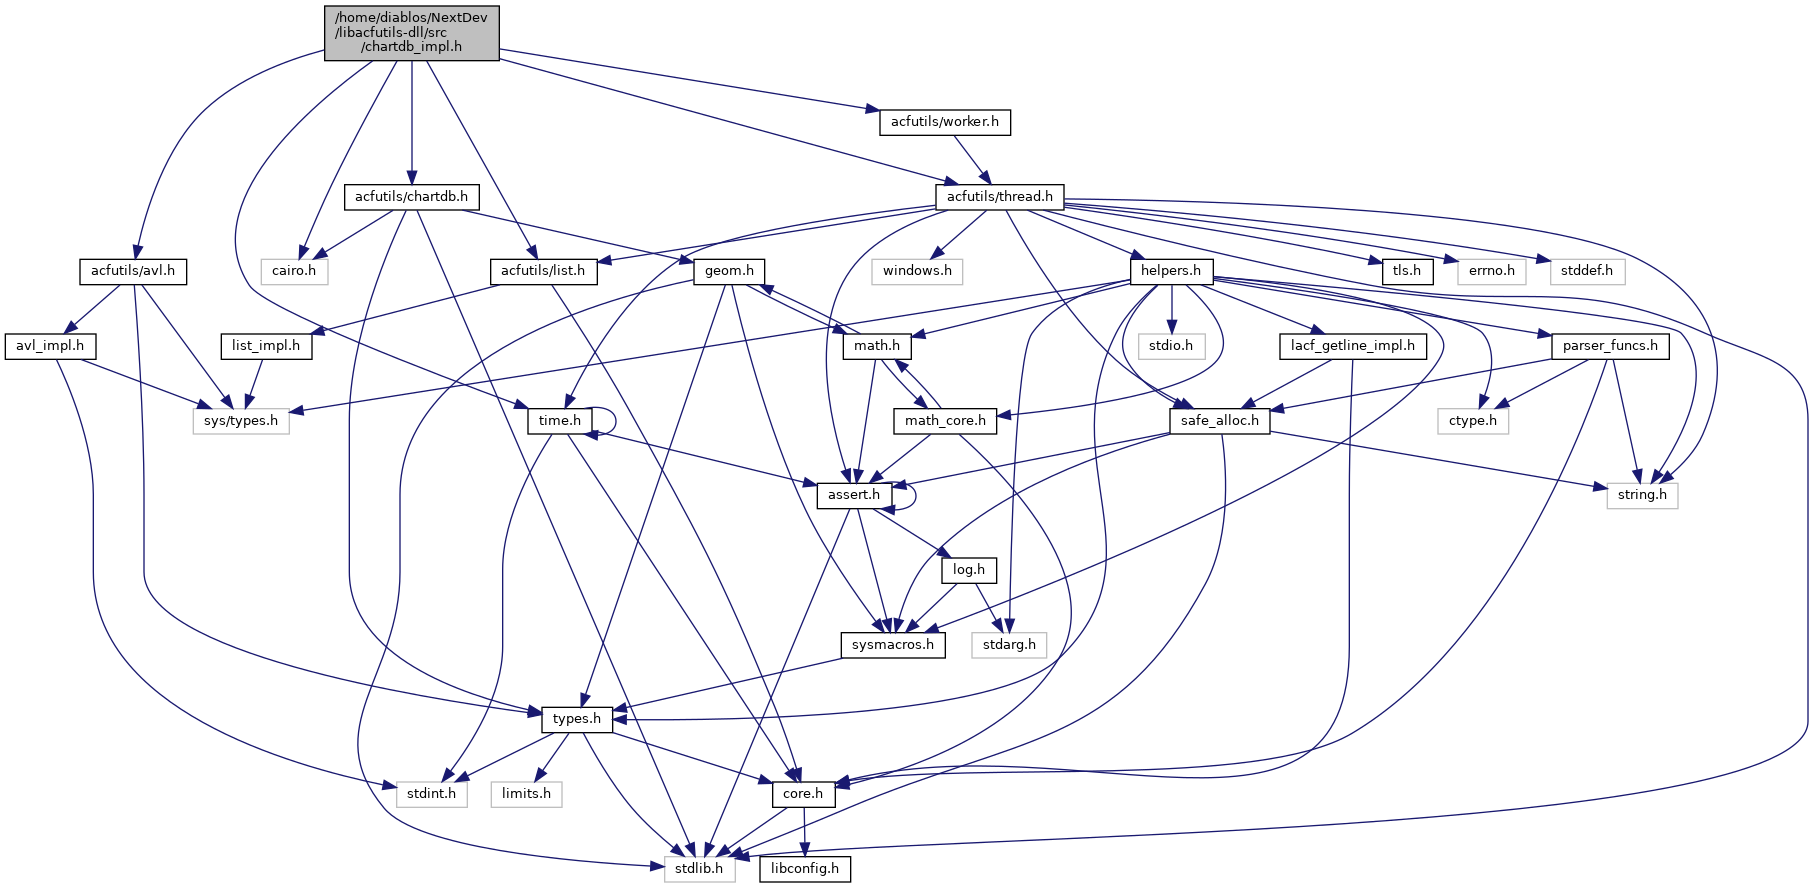 /home/diablos/NextDev
/libacfutils-dll/src
/chartdb_impl.h
acfutils/worker.h
acfutils/chartdb.h
acfutils/thread.h
acfutils/avl.h
cairo.h
acfutils/list.h
geom.h
windows.h
helpers.h
tls.h
errno.h
stddef.h
avl_impl.h
list_impl.h
math.h
stdio.h
lacf_getline_impl.h
parser_funcs.h
sys/types.h
time.h
math_core.h
safe_alloc.h
ctype.h
assert.h
string.h
log.h
sysmacros.h
stdarg.h
types.h
stdint.h
limits.h
core.h
stdlib.h
libconfig.h